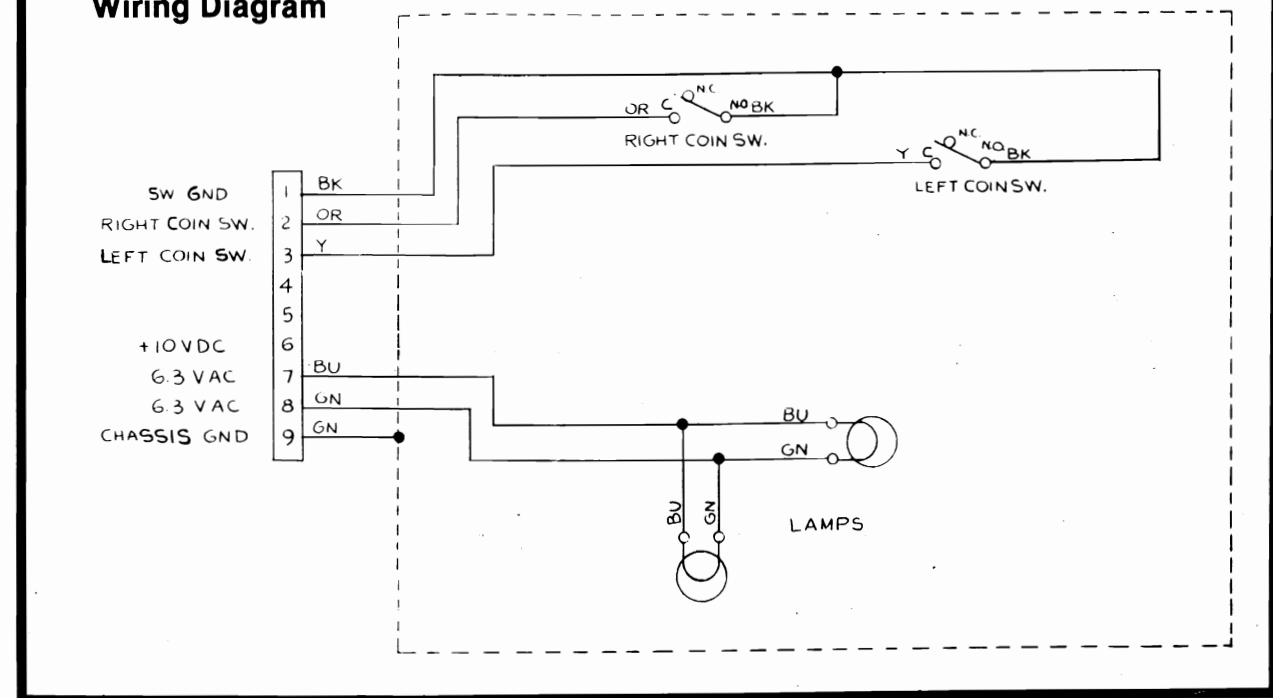 Wiring Diagram
N.C.
OR C NO BK
RIGHT COIN SW.
N.C.
Y C N.O. BK
LEFT COIN SW.
SW GND 1 BK
RIGHT COIN SW. 2 OR
LEFT COIN SW. 3 Y
4
5
+10VDC 6
6.3 VAC 7 BU
6.3 VAC 8 GN
CHASSIS GND 9 GN
BU
GN
BU GN
LAMPS